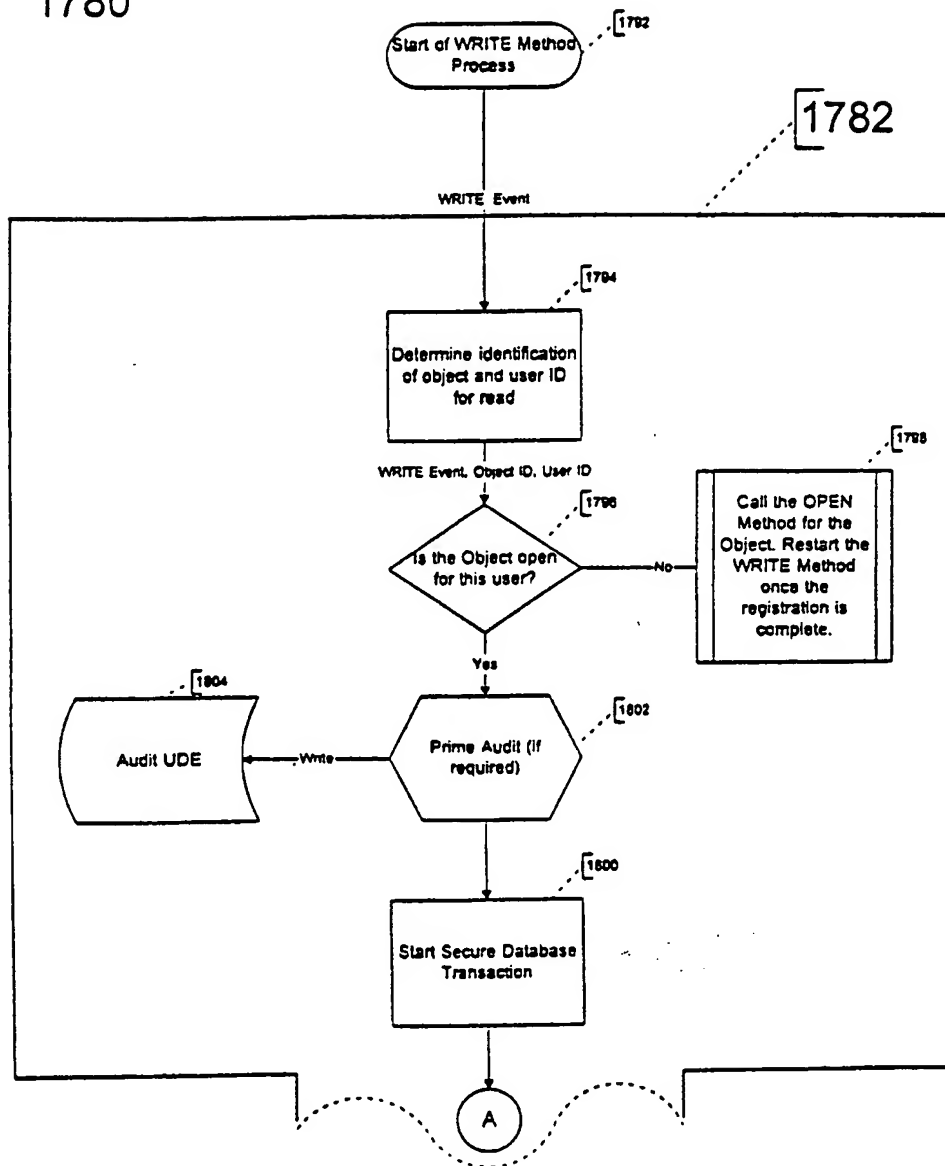 1780
1792
Start of WRITE Method
Process
1782
WRITE Event
1794
Determine identification
of object and user ID
for read
WRITE Event, Object ID, User ID
1796
Is the Object open
for this user?
No
1798
Call the OPEN
Method for the
Object. Restart the
WRITE Method
once the
registration is
complete.
Yes
1804
Audit UDE
Write
1802
Prime Audit (if
required)
1800
Start Secure Database
Transaction
A